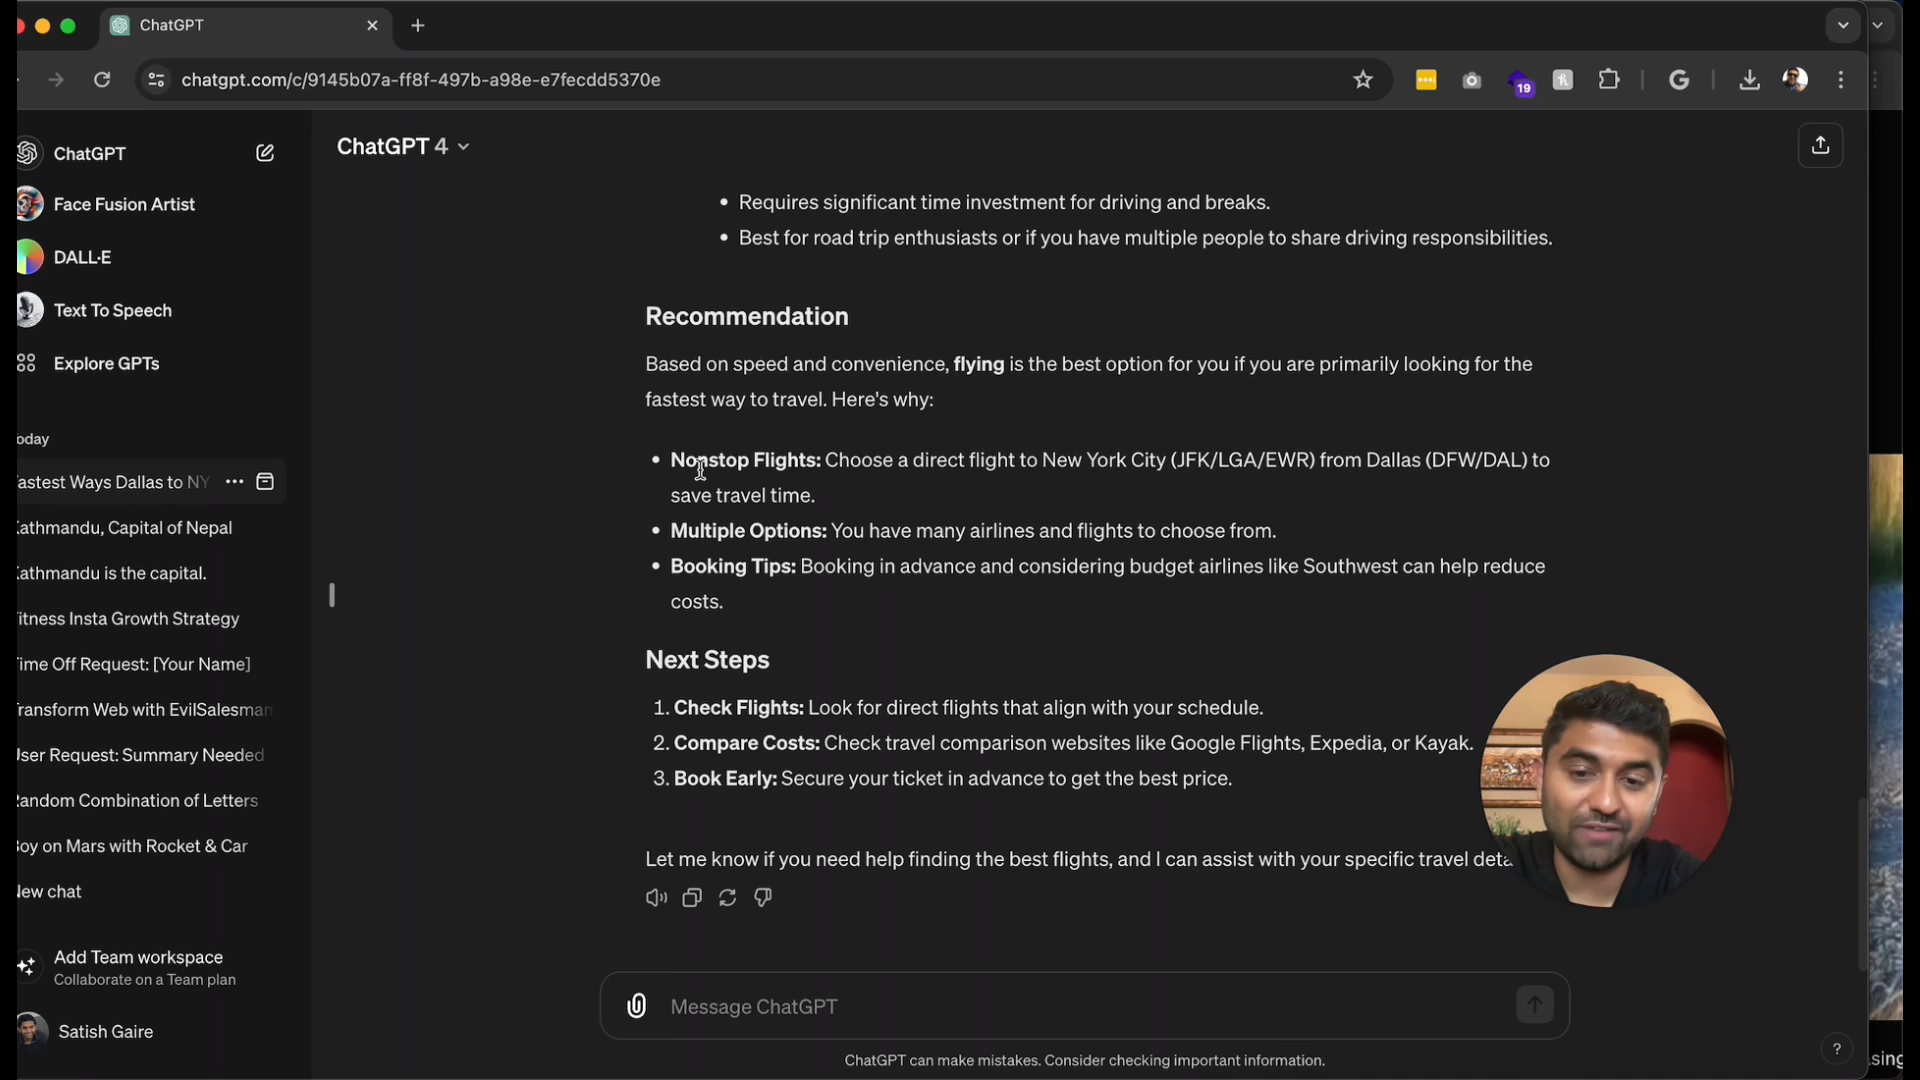 ChatGPT
chatgpt.com/c/9145b07a-ff8f-497b-a98e-e7fecdd5370e
19
ChatGPT
Face Fusion Artist
DALL·E
Text To Speech
Explore GPTs
oday
astest Ways Dallas to NY
Kathmandu, Capital of Nepal
Kathmandu is the capital.
itness Insta Growth Strategy
Time Off Request: [Your Name]
Transform Web with EvilSalesman
User Request: Summary Needed
Random Combination of Letters
Boy on Mars with Rocket & Car
New chat
Add Team workspace
Collaborate on a Team plan
Satish Gaire
ChatGPT 4
• Requires significant time investment for driving and breaks.
• Best for road trip enthusiasts or if you have multiple people to share driving responsibilities.
Recommendation
Based on speed and convenience, flying is the best option for you if you are primarily looking for the
fastest way to travel. Here's why:
• Nonstop Flights: Choose a direct flight to New York City (JFK/LGA/EWR) from Dallas (DFW/DAL) to
save travel time.
• Multiple Options: You have many airlines and flights to choose from.
• Booking Tips: Booking in advance and considering budget airlines like Southwest can help reduce
costs.
Next Steps
1. Check Flights: Look for direct flights that align with your schedule.
2. Compare Costs: Check travel comparison websites like Google Flights, Expedia, or Kayak.
3. Book Early: Secure your ticket in advance to get the best price.
Let me know if you need help finding the best flights, and I can assist with your specific travel deta
Message ChatGPT
ChatGPT can make mistakes. Consider checking important information.
?
sing